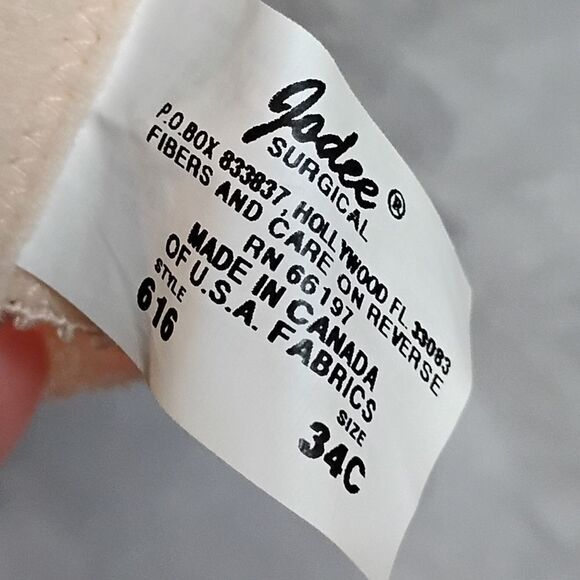 Jodee®
SURGICAL
P.O.BOX 833837, HOLLYWOOD FL 33083
FIBERS AND CARE ON REVERSE
RN 66197
MADE IN CANADA
OF U.S.A. FABRICS
STYLE SIZE
616 34C